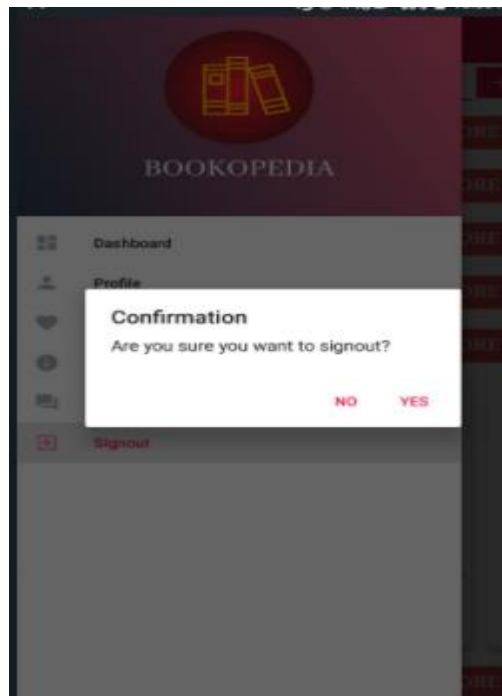 BOOKOPEDIA
Dashboard
Profile
Confirmation
Are you sure you want to signout?
NO YES
Signout